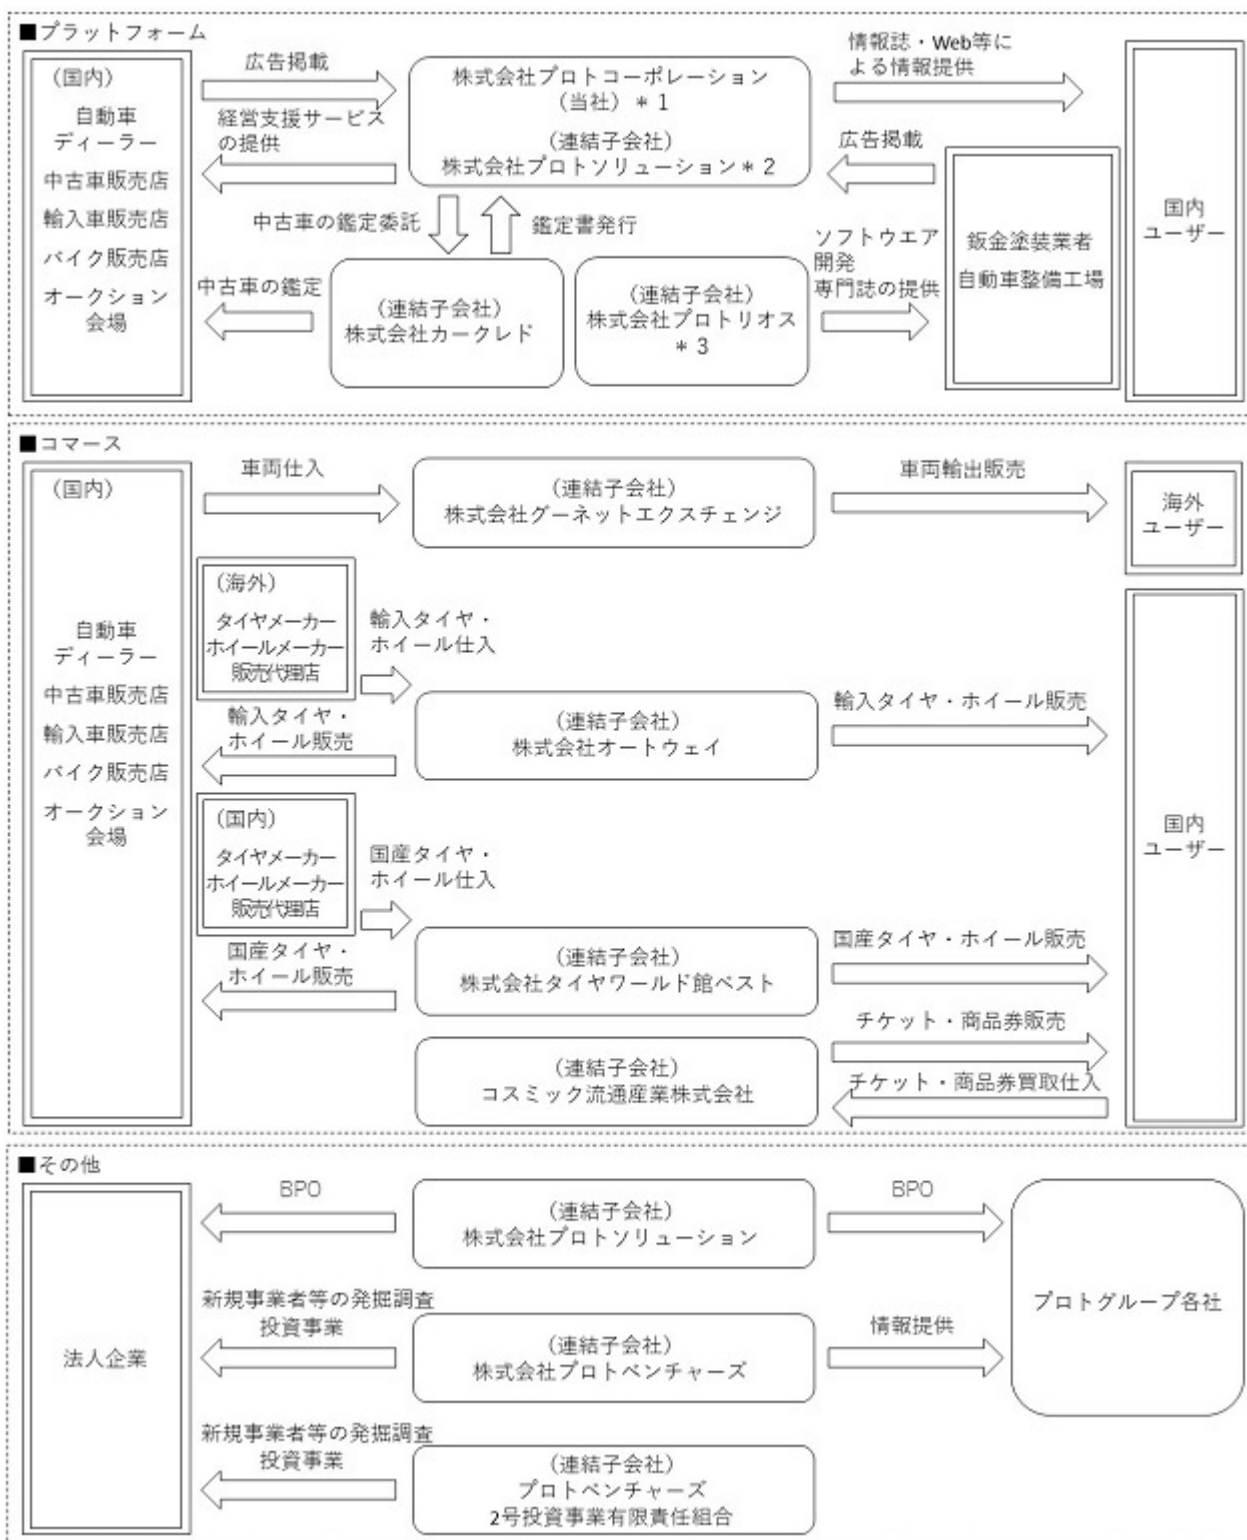 ■プラットフォーム
(国内)
自動車
ディーラー
中古車販売店
輸入車販売店
バイク販売店
オークション
会場
広告掲載
経営支援サービス
の提供
株式会社プロトコーポレーション
(当社)*1
(連結子会社)
株式会社プロトソリューション*2
情報誌・Web等に
よる情報提供
広告掲載
中古車の鑑定委託
鑑定書発行
中古車の鑑定
(連結子会社)
株式会社カークレド
(連結子会社)
株式会社プロトリオス
*3
ソフトウエア
開発
専門誌の提供
鈑金塗装業者
自動車整備工場
国内
ユーザー
■コマース
(国内)
自動車
ディーラー
中古車販売店
輸入車販売店
バイク販売店
オークション
会場
車両仕入
(連結子会社)
株式会社グーネットエクスチェンジ
車両輸出販売
海外
ユーザー
(海外)
タイヤメーカー
ホイールメーカー
販売代理店
輸入タイヤ・
ホイール仕入
輸入タイヤ・
ホイール販売
(連結子会社)
株式会社オートウェイ
輸入タイヤ・ホイール販売
(国内)
タイヤメーカー
ホイールメーカー
販売代理店
国産タイヤ・
ホイール仕入
国産タイヤ・
ホイール販売
(連結子会社)
株式会社タイヤワールド館ベスト
国産タイヤ・ホイール販売
チケット・商品券販売
(連結子会社)
コスミック流通産業株式会社
チケット・商品券買取仕入
国内
ユーザー
■その他
法人企業
BPO
(連結子会社)
株式会社プロトソリューション
BPO
新規事業者等の発掘調査
投資事業
(連結子会社)
株式会社プロトベンチャーズ
情報提供
プロトグループ各社
新規事業者等の発掘調査
投資事業
(連結子会社)
プロトベンチャーズ
2号投資事業有限責任組合